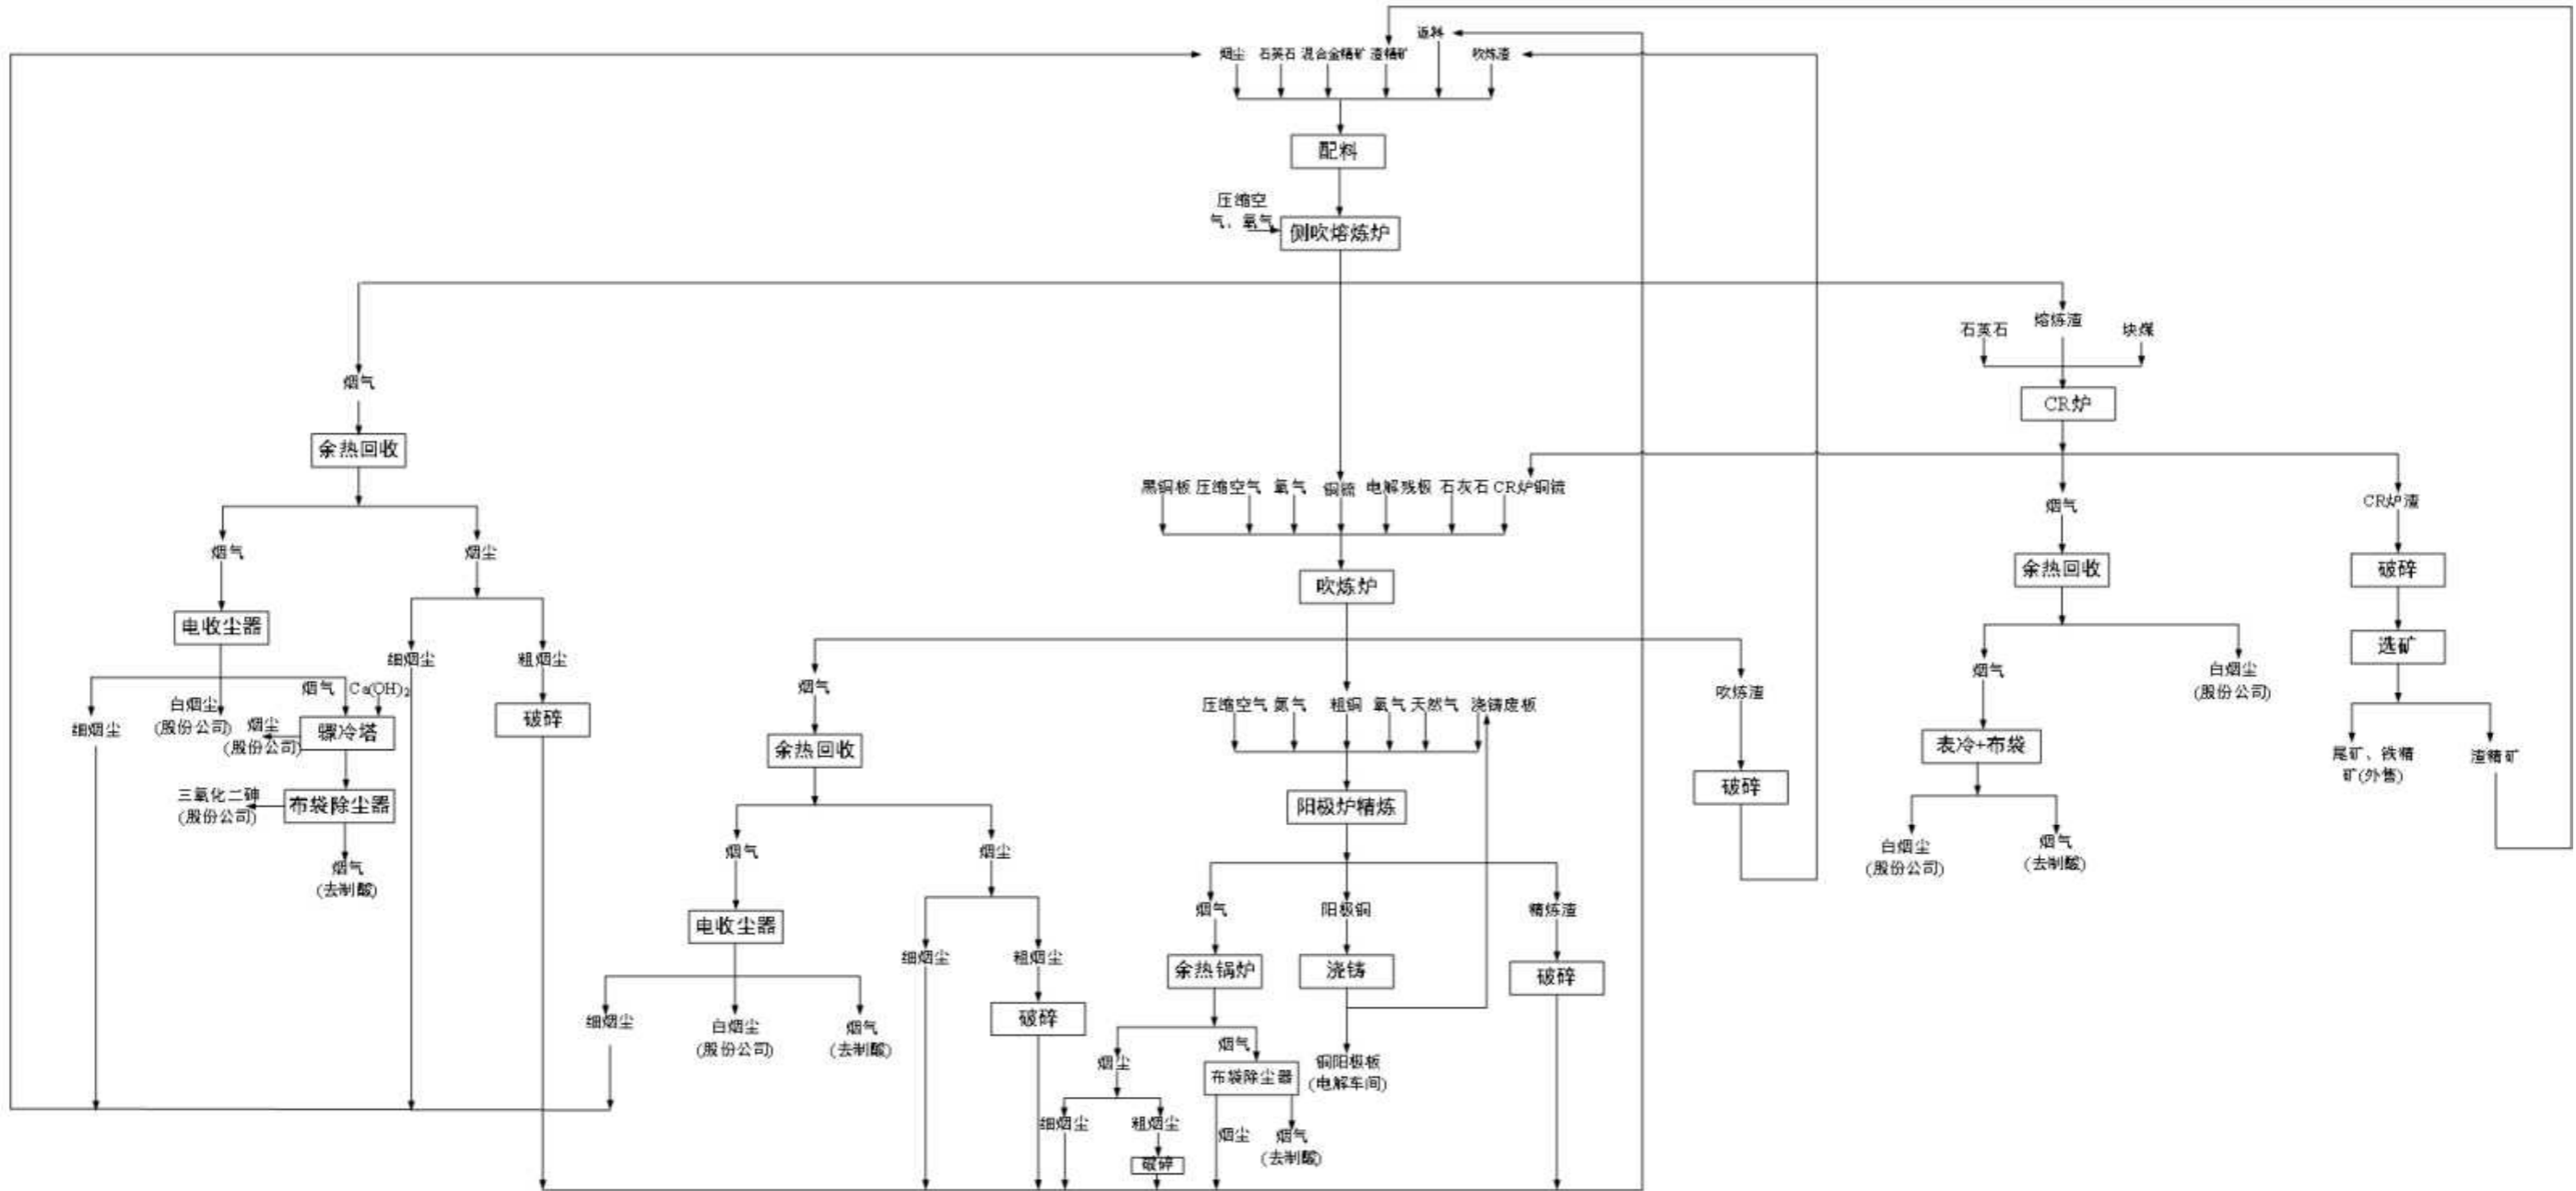 返料
烟尘 石英石 混合金精矿 渣精矿 吹炼渣
配料
压缩空
气、氧气
侧吹熔炼炉
石英石 熔炼渣 块煤
烟气
CR炉
余热回收
黑铜板 压缩空气 氧气 铜锍 电解残极 石灰石 CR炉铜锍
烟气
CR炉渣
烟气
烟尘
吹炼炉
余热回收
破碎
电收尘器
细烟尘
粗烟尘
选矿
烟气
白烟尘
(股份公司)
烟气 Ca(OH)₂
烟气
吹炼渣
细烟尘
白烟尘
(股份公司)
烟尘
(股份公司)
骤冷塔
破碎
压缩空气 氮气 粗铜 氧气 天然气 浇铸废板
余热回收
表冷+布袋
尾矿、铁精
矿(外售)
渣精矿
三氧化二砷
(股份公司)
布袋除尘器
阳极炉精炼
破碎
烟气
(去制酸)
烟气
烟尘
白烟尘
(股份公司)
烟气
(去制酸)
电收尘器
烟气
阳极铜
精炼渣
细烟尘
粗烟尘
余热锅炉
浇铸
破碎
细烟尘
白烟尘
(股份公司)
烟气
(去制酸)
破碎
烟尘
烟气
布袋除尘器
铜阳极板
(电解车间)
细烟尘
粗烟尘
烟尘
烟气
(去制酸)
破碎